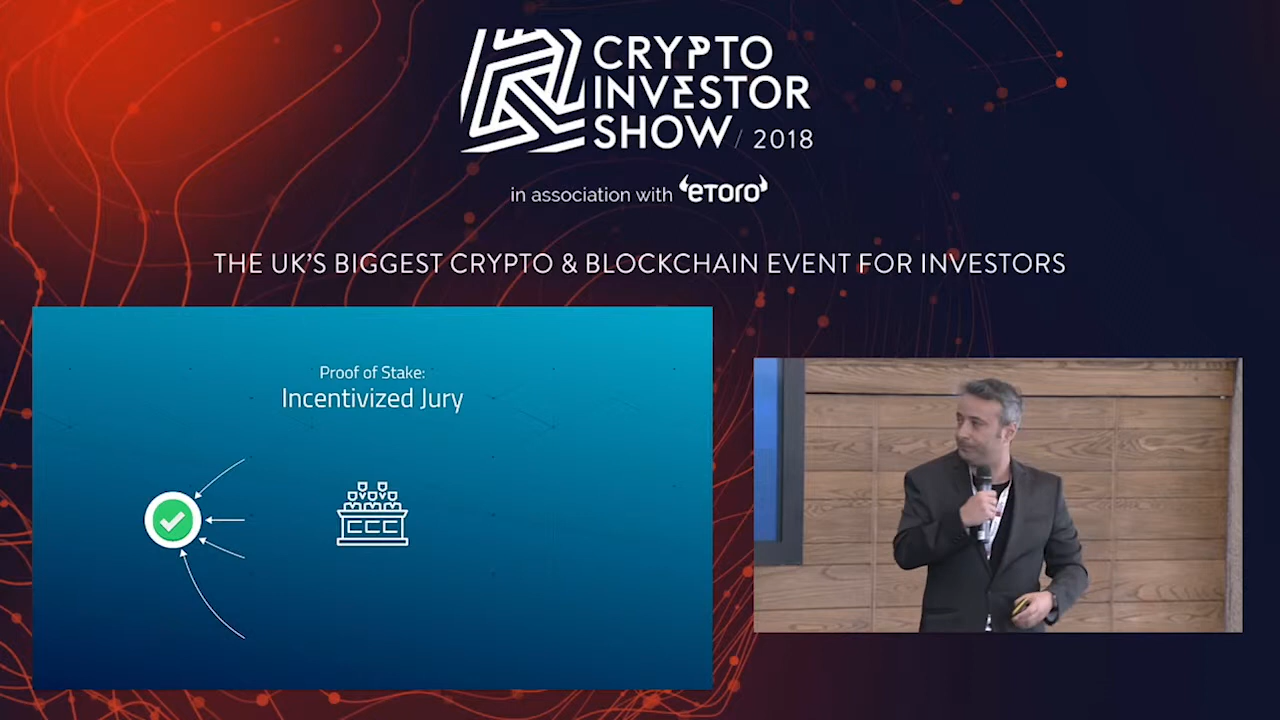 CRYPTO
INVESTOR
SHOW / 2018
in association with eTORO
THE UK'S BIGGEST CRYPTO & BLOCKCHAIN EVENT FOR INVESTORS
Proof of Stake:
Incentivized Jury